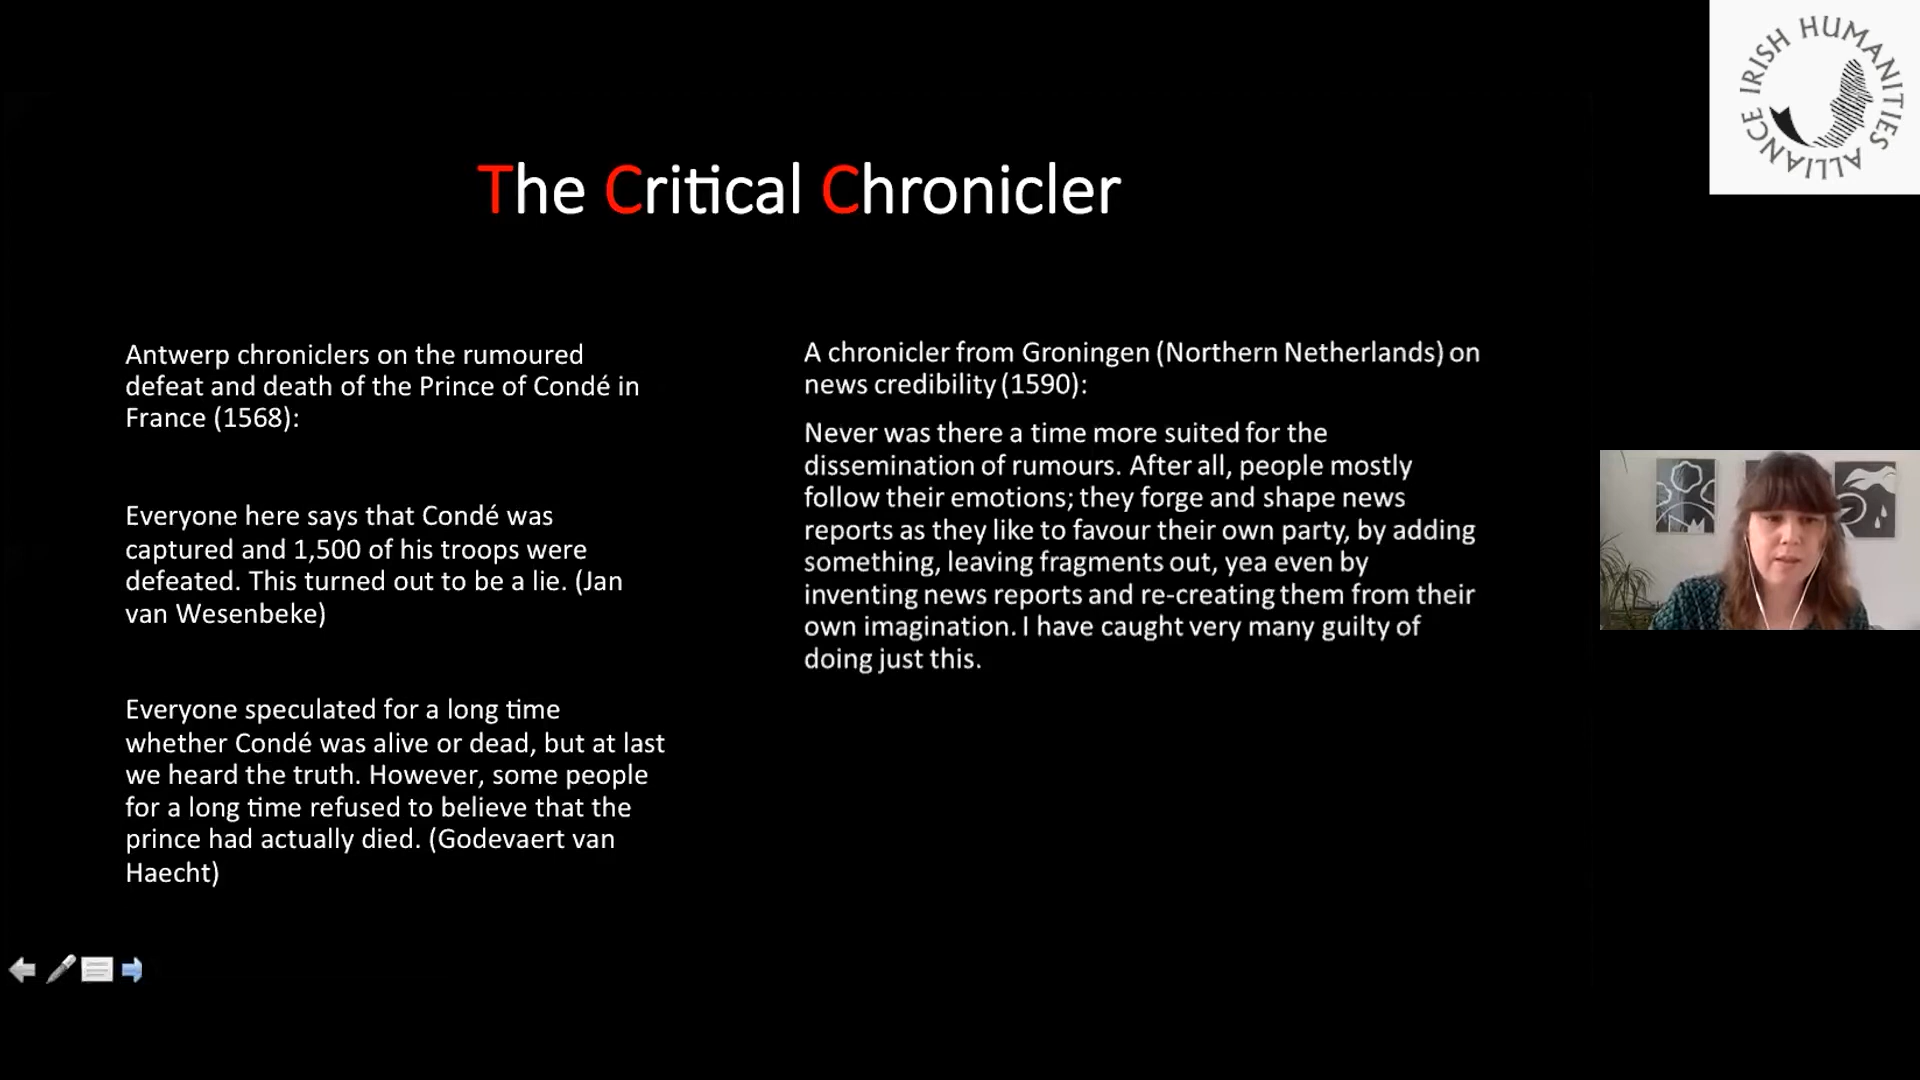 IRISH HUMANITIES ALLIANCE
The Critical Chronicler
Antwerp chroniclers on the rumoured
defeat and death of the Prince of Condé in
France (1568):
Everyone here says that Condé was
captured and 1,500 of his troops were
defeated. This turned out to be a lie. (Jan
van Wesenbeke)
Everyone speculated for a long time
whether Condé was alive or dead, but at last
we heard the truth. However, some people
for a long time refused to believe that the
prince had actually died. (Godevaert van
Haecht)
A chronicler from Groningen (Northern Netherlands) on
news credibility (1590):
Never was there a time more suited for the
dissemination of rumours. After all, people mostly
follow their emotions; they forge and shape news
reports as they like to favour their own party, by adding
something, leaving fragments out, yea even by
inventing news reports and re-creating them from their
own imagination. I have caught very many guilty of
doing just this.